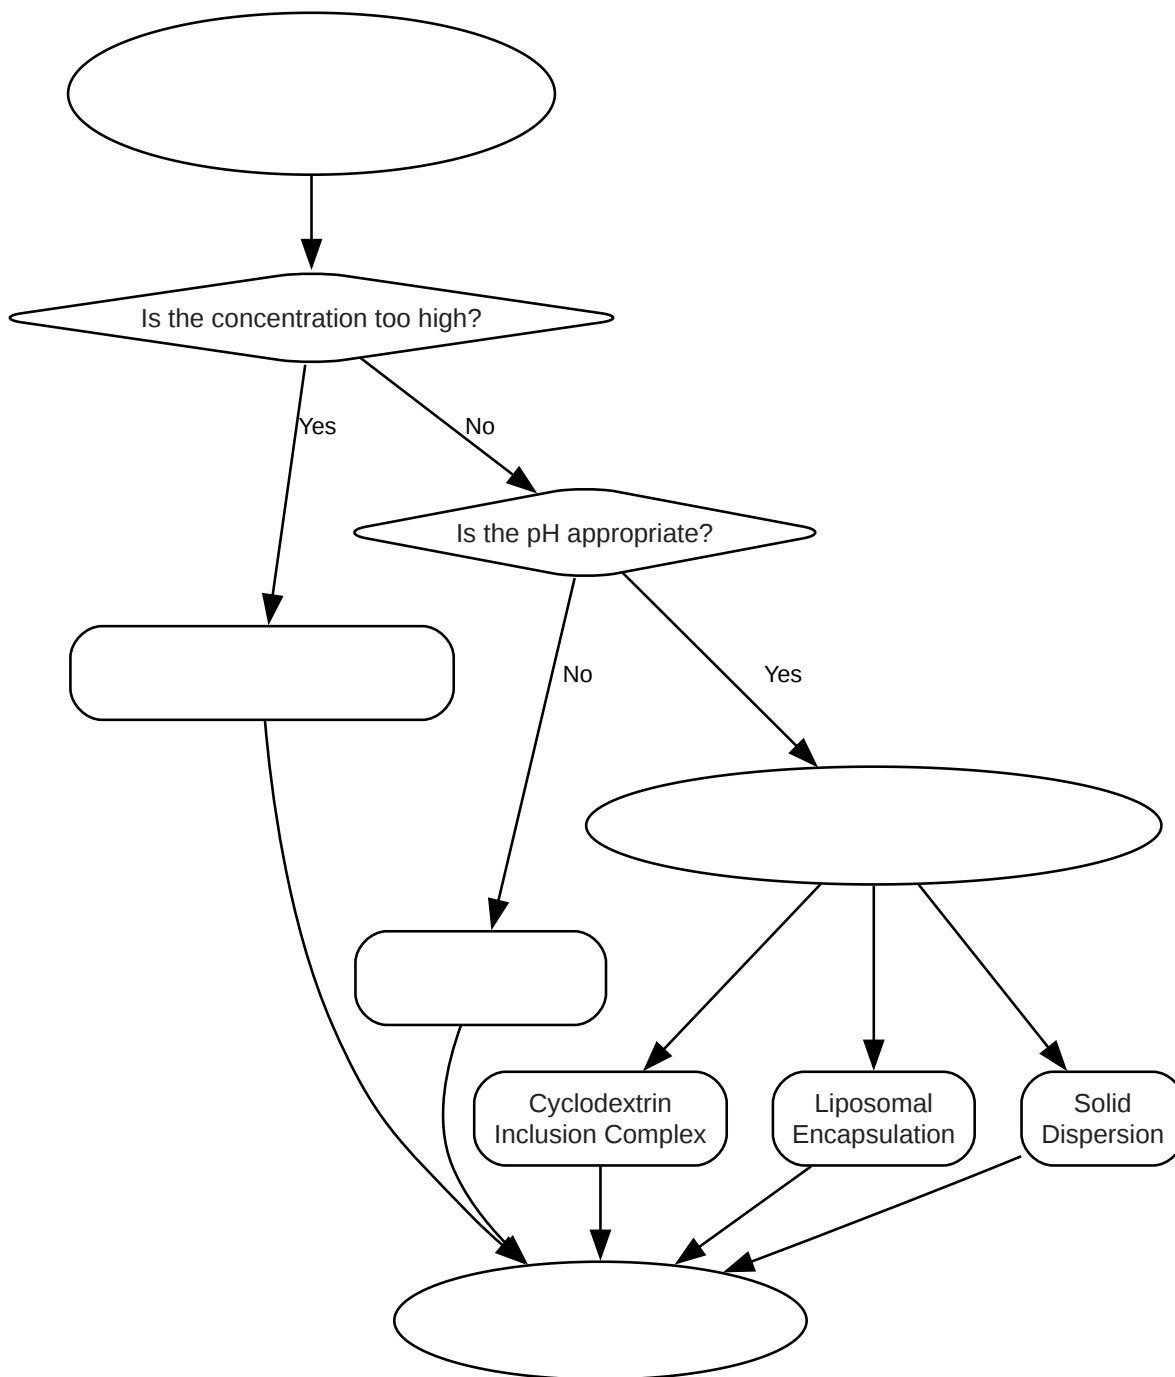 Is the concentration too high?
Yes
No
Is the pH appropriate?
No
Yes
Cyclodextrin
Inclusion Complex
Liposomal
Encapsulation
Solid
Dispersion